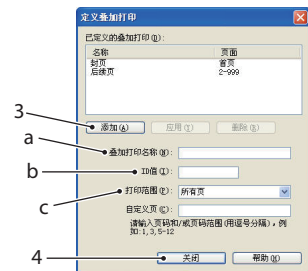 定义叠加打印
已定义的叠加打印(D):
名称 页面
封页 首页
后续页 2-999
3 添加(A) 应用(Y) 删除(R)
a 叠加打印名称(N):
b ID值(I):
c 打印范围(P): 所有页
自定义页(C):
请输入页码和/或页码范围(用逗号分隔)，例
如:1,3,5-12
4 关闭 帮助(H)